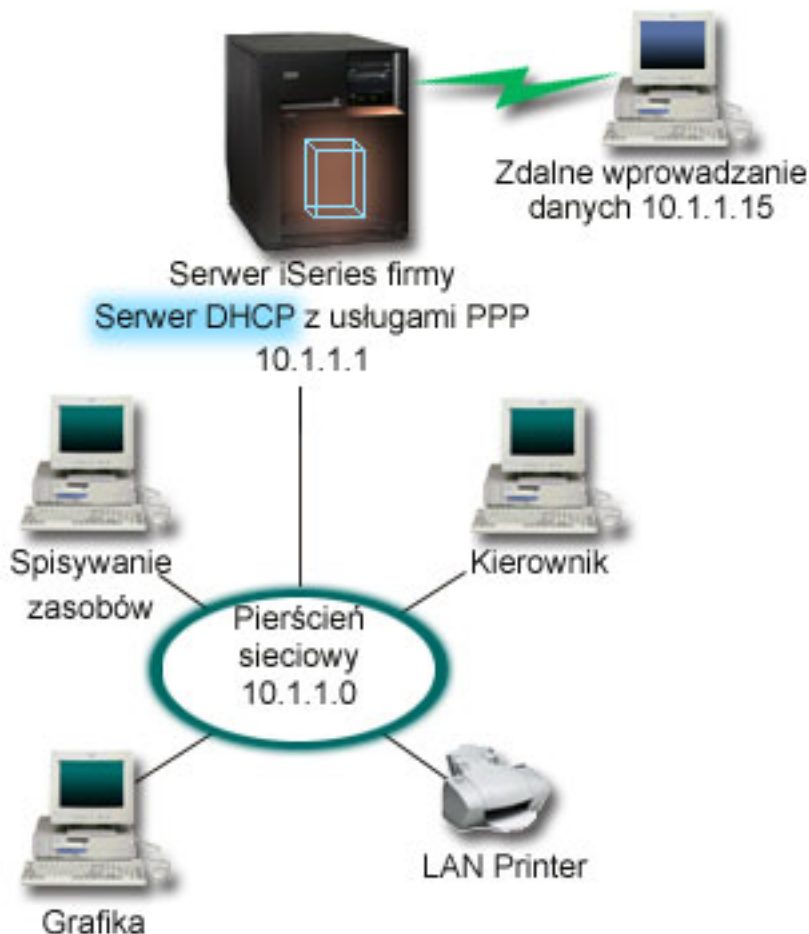 Zdalne wprowadzanie
danych 10.1.1.15
Serwer iSeries firmy
Serwer DHCP z usługami PPP
10.1.1.1
Spisywanie
zasobów
Kierownik
Pierścień
sieciowy
10.1.1.0
LAN Printer
Grafika